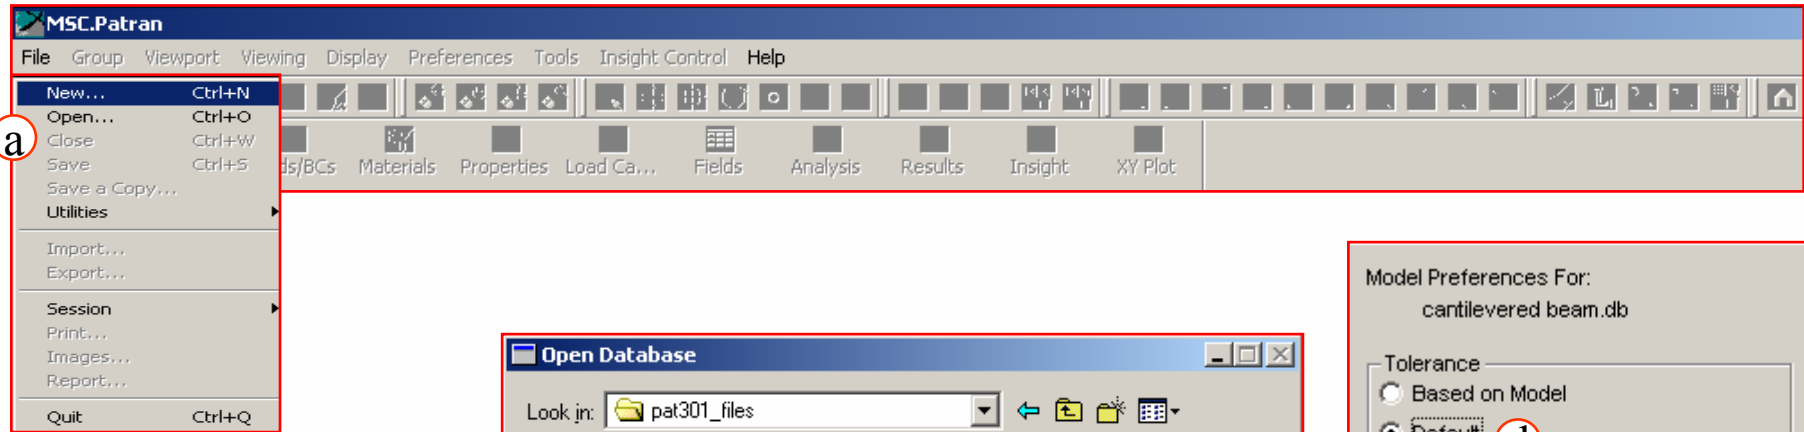 MSC.Patran
File Group Viewport Viewing Display Preferences Tools Insight Control Help
New... Ctrl+N
Open... Ctrl+O
a
Close Ctrl+W
Save Ctrl+S
Save a Copy...
Utilities
Import...
Export...
Session
Print...
Images...
Report...
Quit Ctrl+Q
ds/BCs Materials Properties Load Ca... Fields Analysis Results Insight XY Plot
Open Database
Look in: pat301_files
Model Preferences For:
cantilevered beam.db
Tolerance
Based on Model
Default